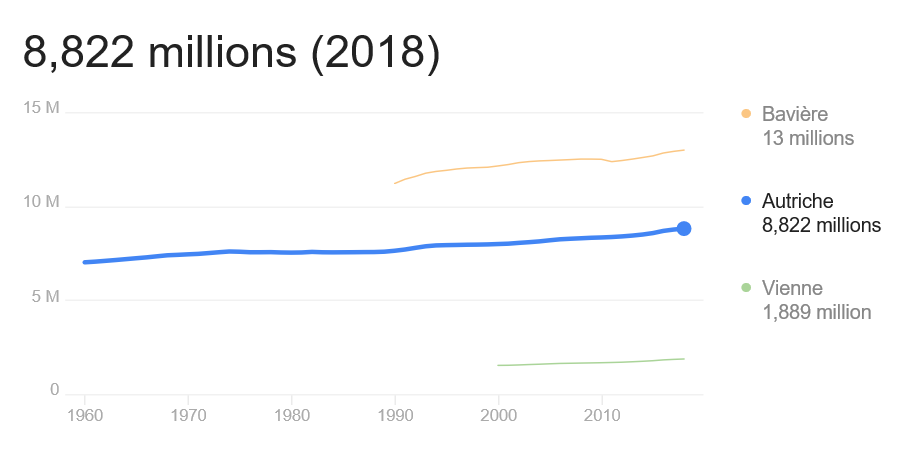 8,822 millions (2018)
15 M
10 M
5 M
0
1960 1970 1980 1990 2000 2010
Bavière
13 millions
Autriche
8,822 millions
Vienne
1,889 million